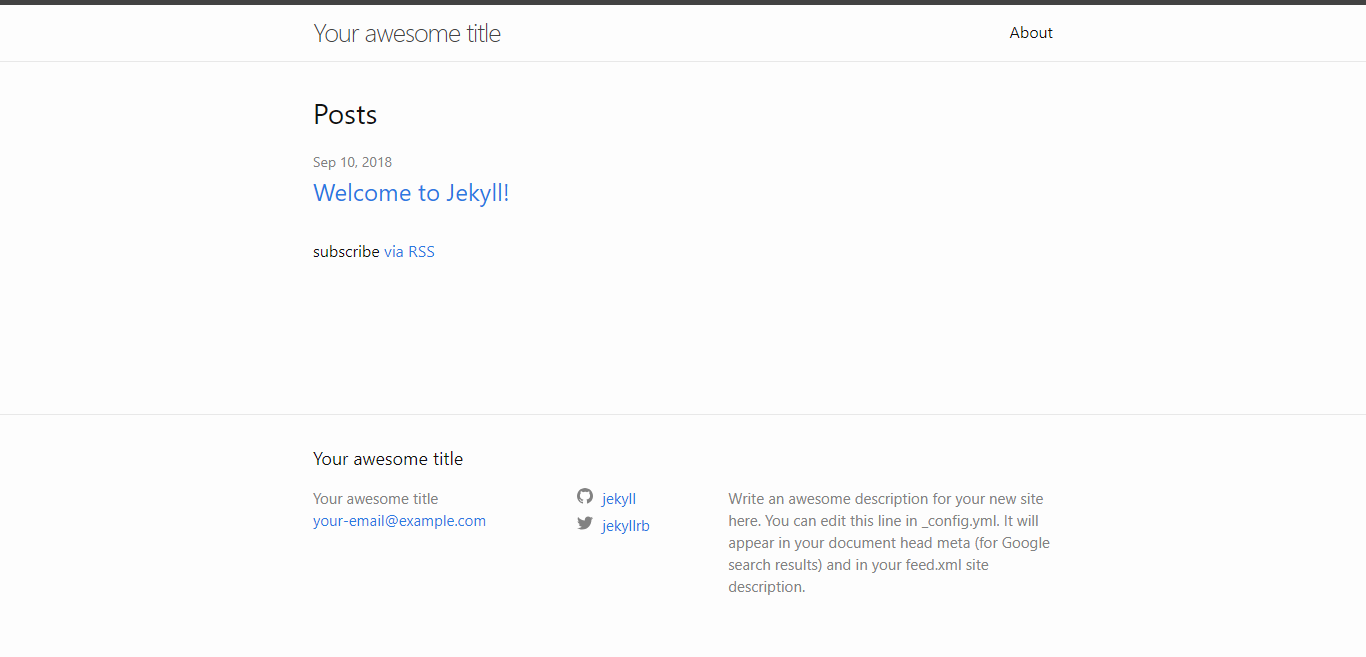 Your awesome title
About
Posts
Sep 10, 2018
Welcome to Jekyll!
subscribe via RSS
Your awesome title
Your awesome title
your-email@example.com
jekyll
jekyllrb
Write an awesome description for your new site
here. You can edit this line in _config.yml. It will
appear in your document head meta (for Google
search results) and in your feed.xml site
description.